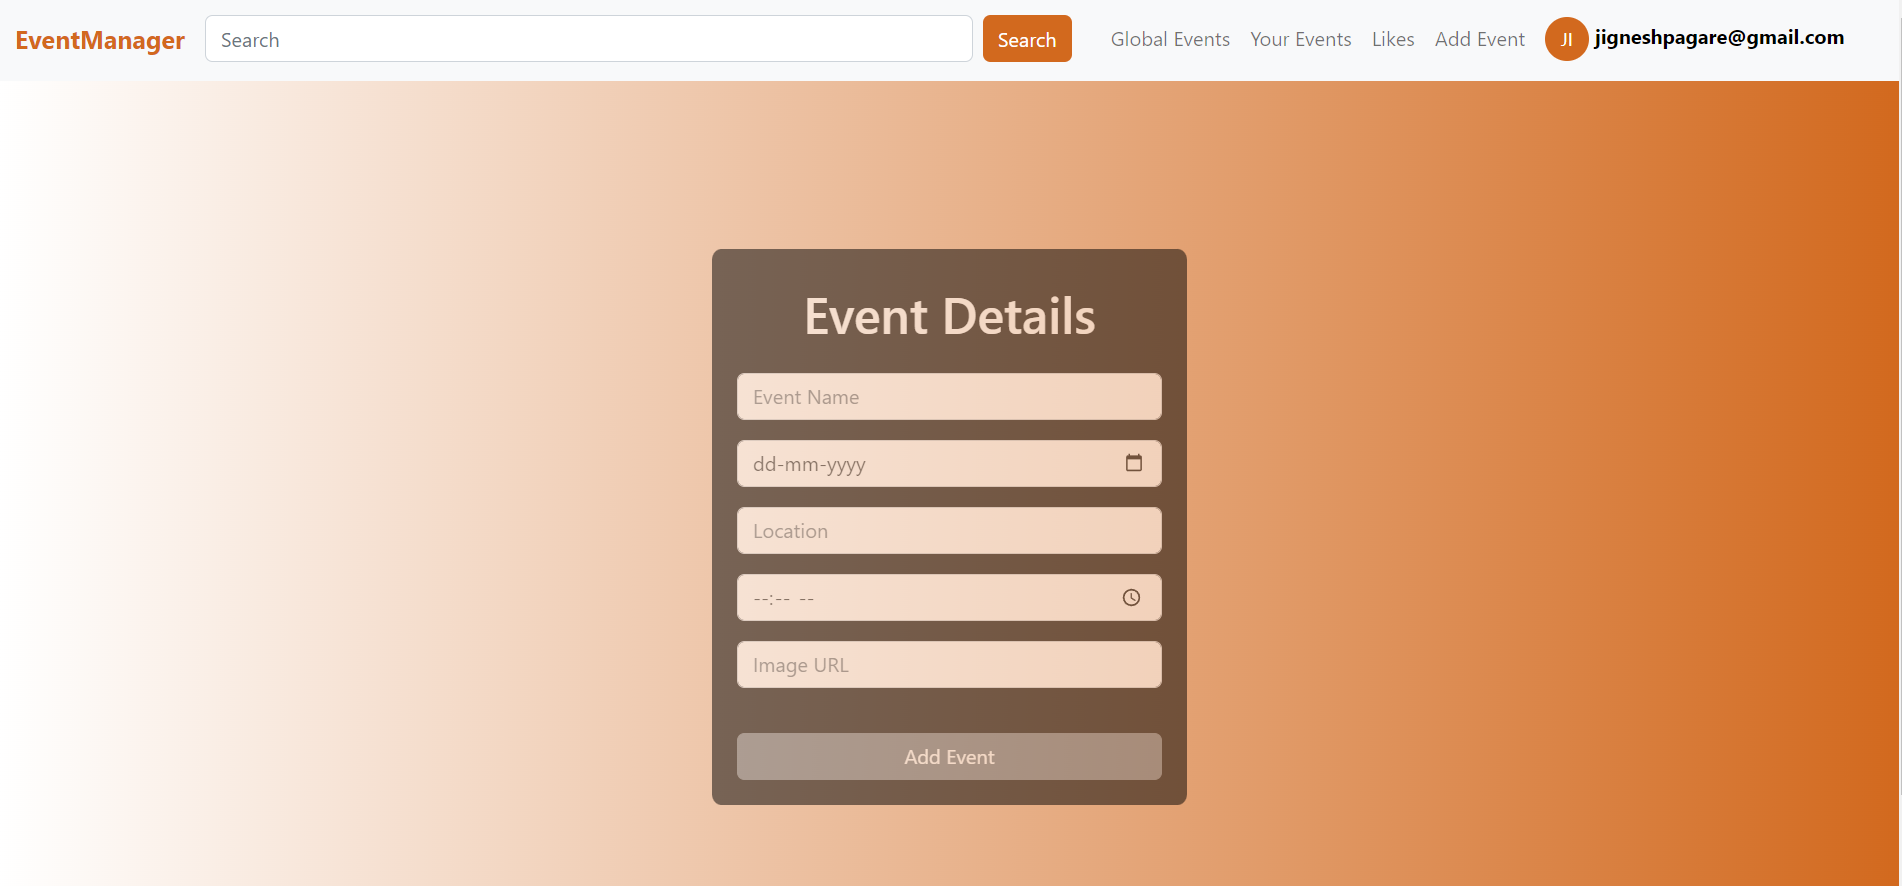 EventManager Search Search Global Events Your Events Likes Add Event JI jigneshpagare@gmail.com
Event Details
Event Name
dd-mm-yyyy
Location
--:-- --
Image URL
Add Event